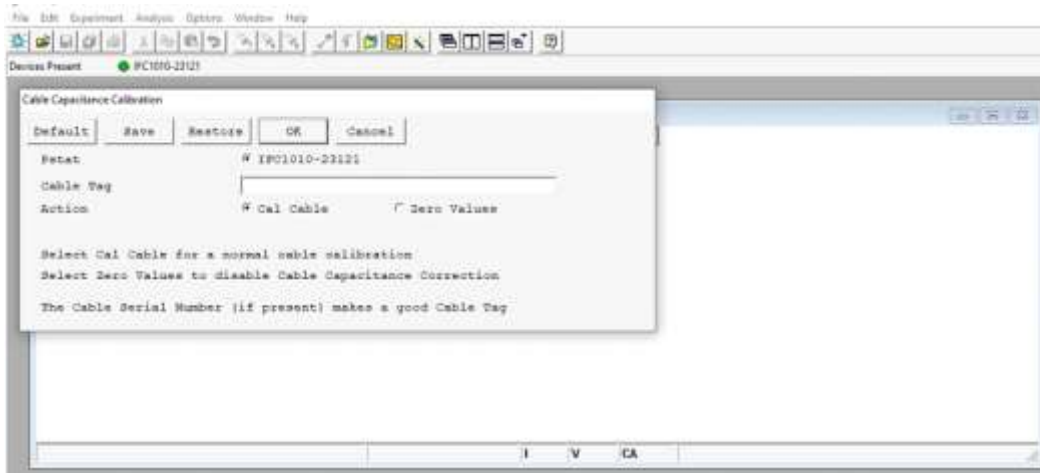 File Edit Experiment Analysis Options Window Help
Devices Present IFC1010-23121
Cable Capacitance Calibration
Default Save Restore OK Cancel
Pstat IFC1010-23121
Cable Tag
Action Cal Cable Zero Values
Select Cal Cable for a normal cable calibration
Select Zero Values to disable Cable Capacitance Correction
The Cable Serial Number (if present) makes a good Cable Tag
I V CA